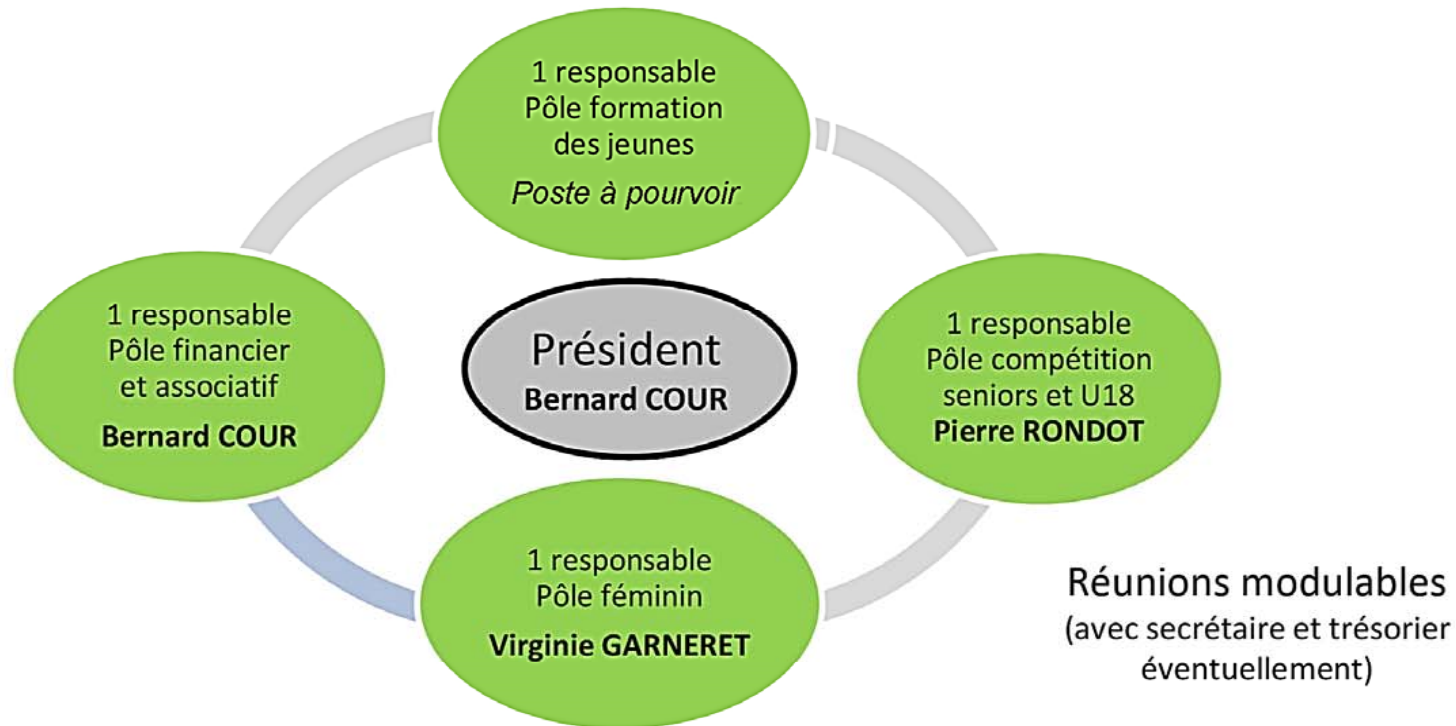 1 responsable
Pôle formation
des jeunes
Poste à pourvoir
1 responsable
Pôle financier
et associatif
Bernard COUR
Président
Bernard COUR
1 responsable
Pôle compétition
seniors et U18
Pierre RONDOT
1 responsable
Pôle féminin
Virginie GARNERET
Réunions modulables
(avec secrétaire et trésorier
éventuellement)